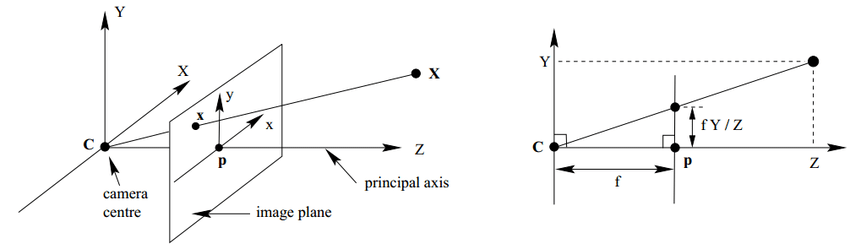 Y
X
X
x
y
x
C
p
Z
principal axis
camera
centre
image plane
Y
f Y / Z
C
p
Z
f